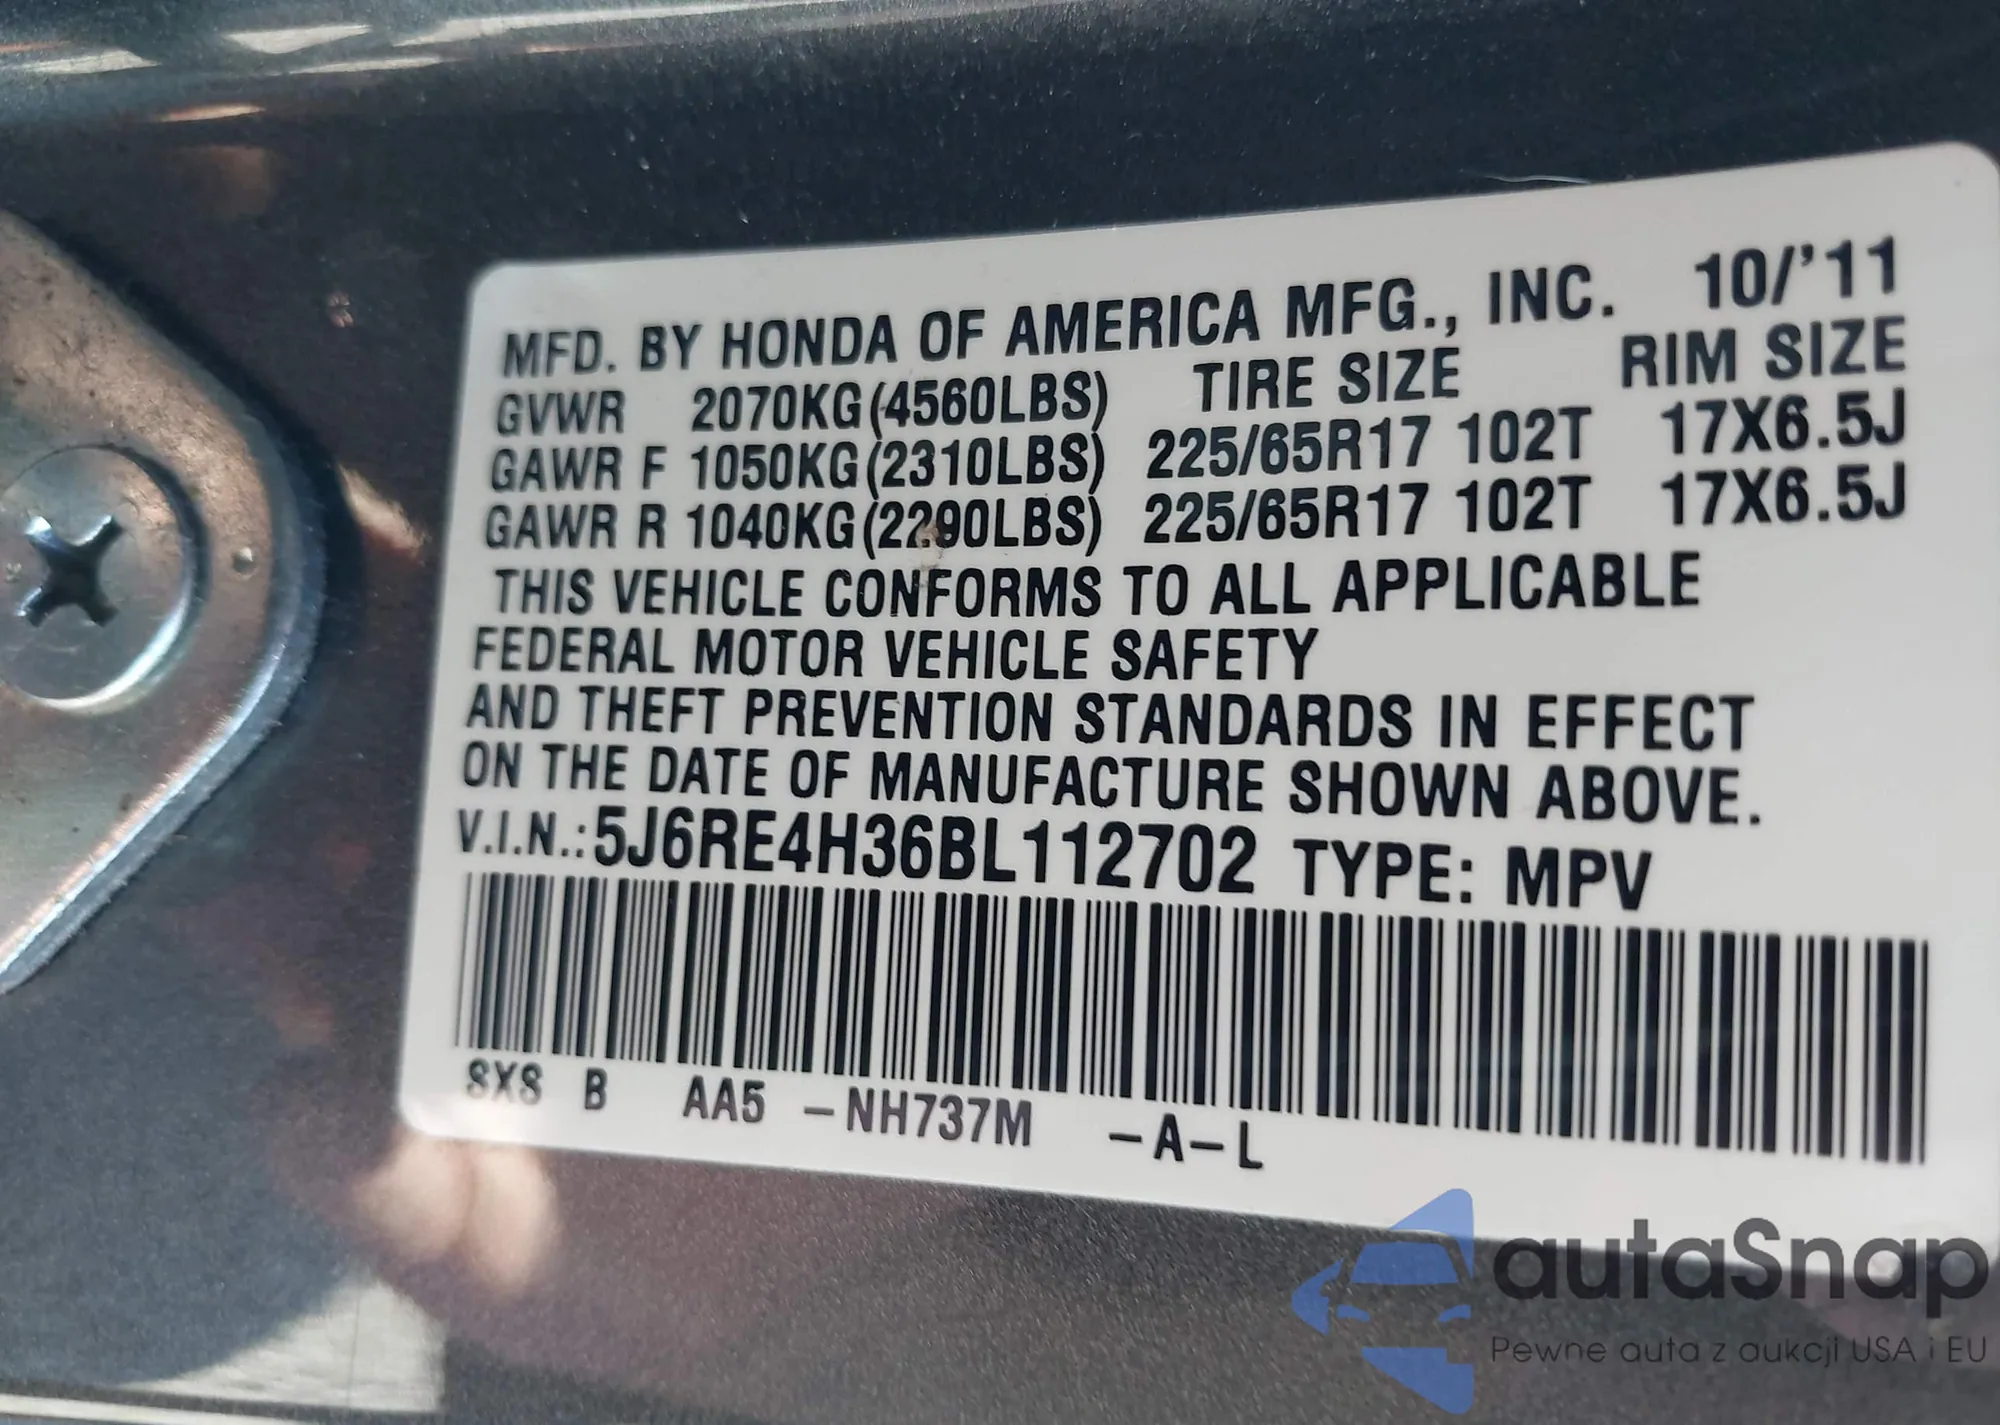 MFD. BY HONDA OF AMERICA MFG., INC. 10/'11
GVWR 2070KG(4560LBS) TIRE SIZE RIM SIZE
GAWR F 1050KG(2310LBS) 225/65R17 102T 17X6.5J
GAWR R 1040KG(2290LBS) 225/65R17 102T 17X6.5J
THIS VEHICLE CONFORMS TO ALL APPLICABLE
FEDERAL MOTOR VEHICLE SAFETY
AND THEFT PREVENTION STANDARDS IN EFFECT
ON THE DATE OF MANUFACTURE SHOWN ABOVE.
V.I.N.:5J6RE4H36BL112702 TYPE: MPV
SXS B AA5 -NH737M -A-L
autaSnap
Pewne auta z aukcji USA i EU